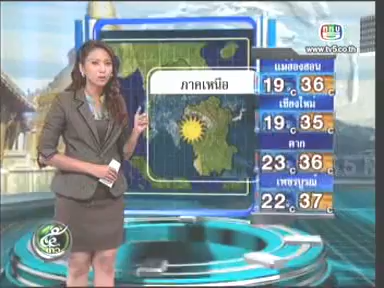 www.tv5.co.th
ภาคเหนือ
แม่ฮ่องสอน
19°C 36°C
เชียงใหม่
19°C 35°C
ตาก
23°C 36°C
เพชรบูรณ์
22°C 37°C